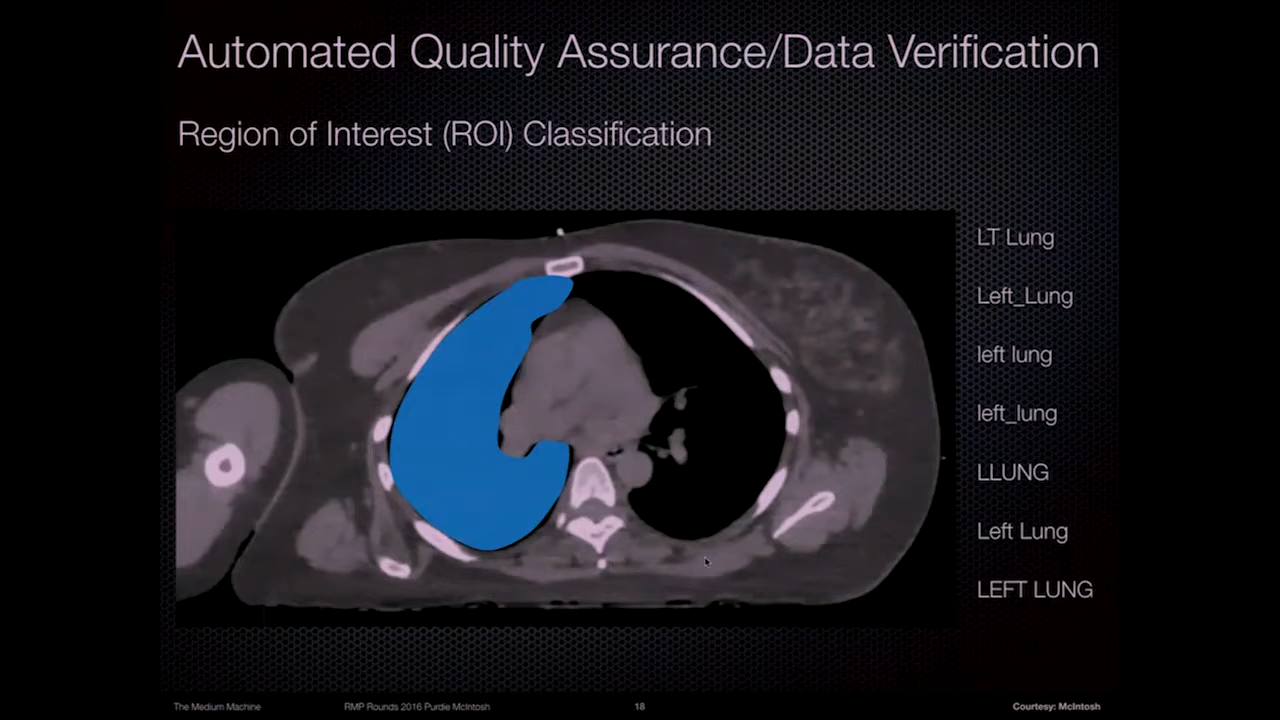 Automated Quality Assurance/Data Verification
Region of Interest (ROI) Classification
LT Lung
Left_Lung
left lung
left_lung
LLUNG
Left Lung
LEFT LUNG
The Medium Machine
RMP Rounds 2016 Purdie McIntosh
18
Courtesy: McIntosh